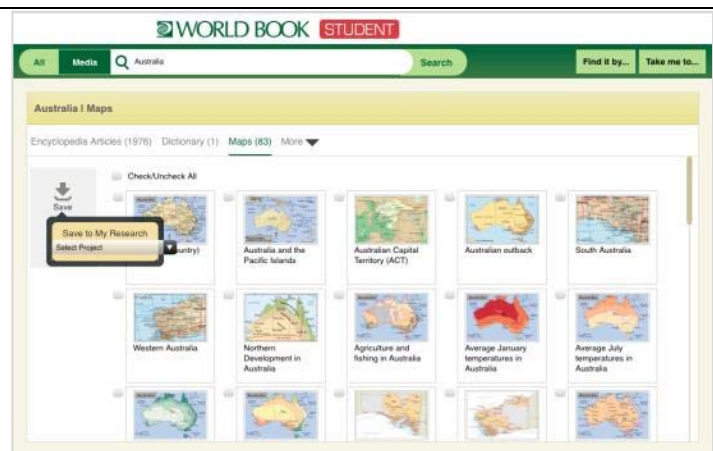 WORLD BOOK STUDENT
All Media Australia Search Find it by... Take me to...
Australia | Maps
Encyclopedia Articles (1976) Dictionary (1) Maps (83) More
Check/Uncheck All
Save
Save to My Research
Select Project
untry)
Australia and the
Pacific Islands
Australian Capital
Territory (ACT)
Australian outback
South Australia
Western Australia
Northern
Development in
Australia
Agriculture and
fishing in Australia
Average January
temperatures in
Australia
Average July
temperatures in
Australia